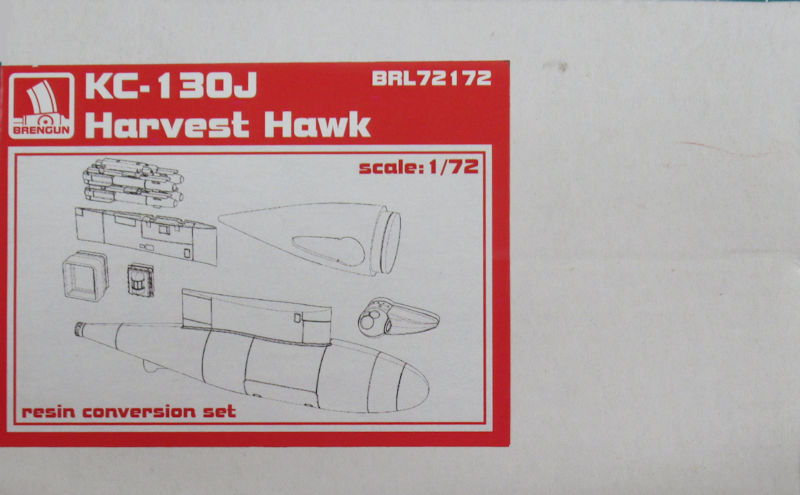 KC-130J
BRL72172
Harvest Hawk
BRENGUN
scale: 1/72
resin conversion set